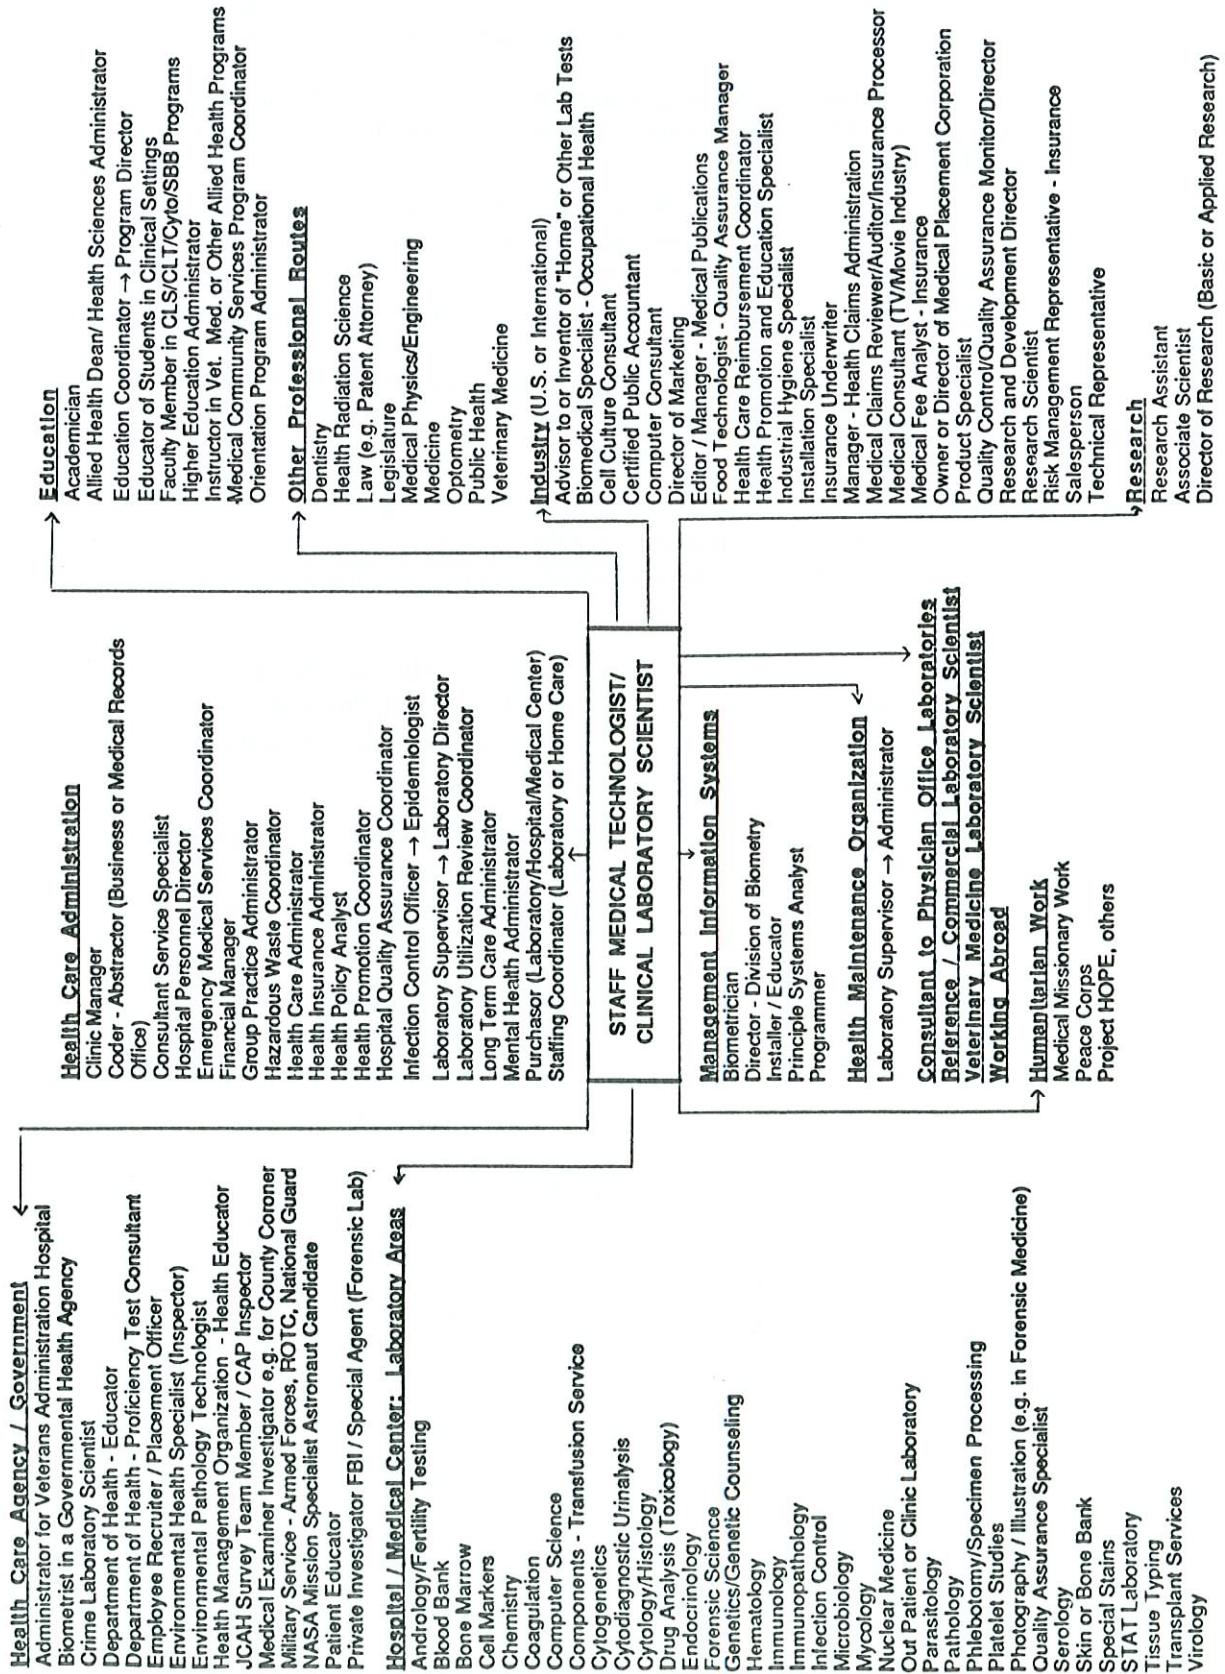 Health Care Agency / Government
Administrator for Veterans Administration Hospital
Biometrist in a Governmental Health Agency
Crime Laboratory Scientist
Department of Health - Educator
Department of Health - Proficiency Test Consultant
Employee Recruiter / Placement Officer
Environmental Health Specialist (Inspector)
Environmental Pathology Technologist
Health Management Organization - Health Educator
JCAH Survey Team Member / CAP Inspector
Medical Examiner Investigator e.g. for County Coroner
Military Service - Armed Forces, ROTC, National Guard
NASA Mission Specialist Astronaut Candidate
Patient Educator
Private Investigator FBI / Special Agent (Forensic Lab)
Hospital / Medical Center: Laboratory Areas
Andrology/Fertility Testing
Blood Bank
Bone Marrow
Cell Markers
Chemistry
Coagulation
Computer Science
Components - Transfusion Service
Cytogenetics
Cytodiagnostic Urinalysis
Cytology/Histology
Drug Analysis (Toxicology)
Endocrinology
Forensic Science
Genetics/Genetic Counseling
Hematology
Immunology
Immunopathology
Infection Control
Microbiology
Mycology
Nuclear Medicine
Out Patient or Clinic Laboratory
Parasitology
Pathology
Phlebotomy/Specimen Processing
Platelet Studies
Photography / Illustration (e.g. in Forensic Medicine)
Quality Assurance Specialist
Serology
Skin or Bone Bank
Special Stains
STAT Laboratory
Tissue Typing
Transplant Services
Virology
Health Care Administration
Clinic Manager
Coder - Abstractor (Business or Medical Records
Office)
Consultant Service Specialist
Hospital Personnel Director
Emergency Medical Services Coordinator
Financial Manager
Group Practice Administrator
Hazardous Waste Coordinator
Health Care Administrator
Health Insurance Administrator
Health Policy Analyst
Health Promotion Coordinator
Hospital Quality Assurance Coordinator
Infection Control Officer → Epidemiologist
Laboratory Supervisor → Laboratory Director
Laboratory Utilization Review Coordinator
Long Term Care Administrator
Mental Health Administrator
Purchasor (Laboratory/Hospital/Medical Center)
Staffing Coordinator (Laboratory or Home Care)
STAFF MEDICAL TECHNOLOGIST/
CLINICAL LABORATORY SCIENTIST
Management Information Systems
Biometrician
Director - Division of Biometry
Installer / Educator
Principle Systems Analyst
Programmer
Health Maintenance Organization
Laboratory Supervisor → Administrator
Consultant to Physician Office Laboratories
Reference / Commercial Laboratory Scientist
Veterinary Medicine Laboratory Scientist
Working Abroad
Humanitarian Work
Medical Missionary Work
Peace Corps
Project HOPE, others
Education
Academician
Allied Health Dean/ Health Sciences Administrator
Education Coordinator → Program Director
Educator of Students in Clinical Settings
Faculty Member in CLS/CLT/Cyto/SBB Programs
Higher Education Administrator
Instructor in Vet. Med. or Other Allied Health Programs
Medical Community Services Program Coordinator
Orientation Program Administrator
Other Professional Routes
Dentistry
Health Radiation Science
Law (e.g. Patent Attorney)
Legislature
Medical Physics/Engineering
Medicine
Optometry
Public Health
Veterinary Medicine
Industry (U.S. or International)
Advisor to or Inventor of "Home" or Other Lab Tests
Biomedical Specialist - Occupational Health
Cell Culture Consultant
Certified Public Accountant
Computer Consultant
Director of Marketing
Editor / Manager - Medical Publications
Food Technologist - Quality Assurance Manager
Health Care Reimbursement Coordinator
Health Promotion and Education Specialist
Industrial Hygiene Specialist
Installation Specialist
Insurance Underwriter
Manager - Health Claims Administration
Medical Claims Reviewer/Auditor/Insurance Processor
Medical Consultant (TV/Movie Industry)
Medical Fee Analyst - Insurance
Owner or Director of Medical Placement Corporation
Product Specialist
Quality Control/Quality Assurance Monitor/Director
Research and Development Director
Research Scientist
Risk Management Representative - Insurance
Salesperson
Technical Representative
Research
Research Assistant
Associate Scientist
Director of Research (Basic or Applied Research)